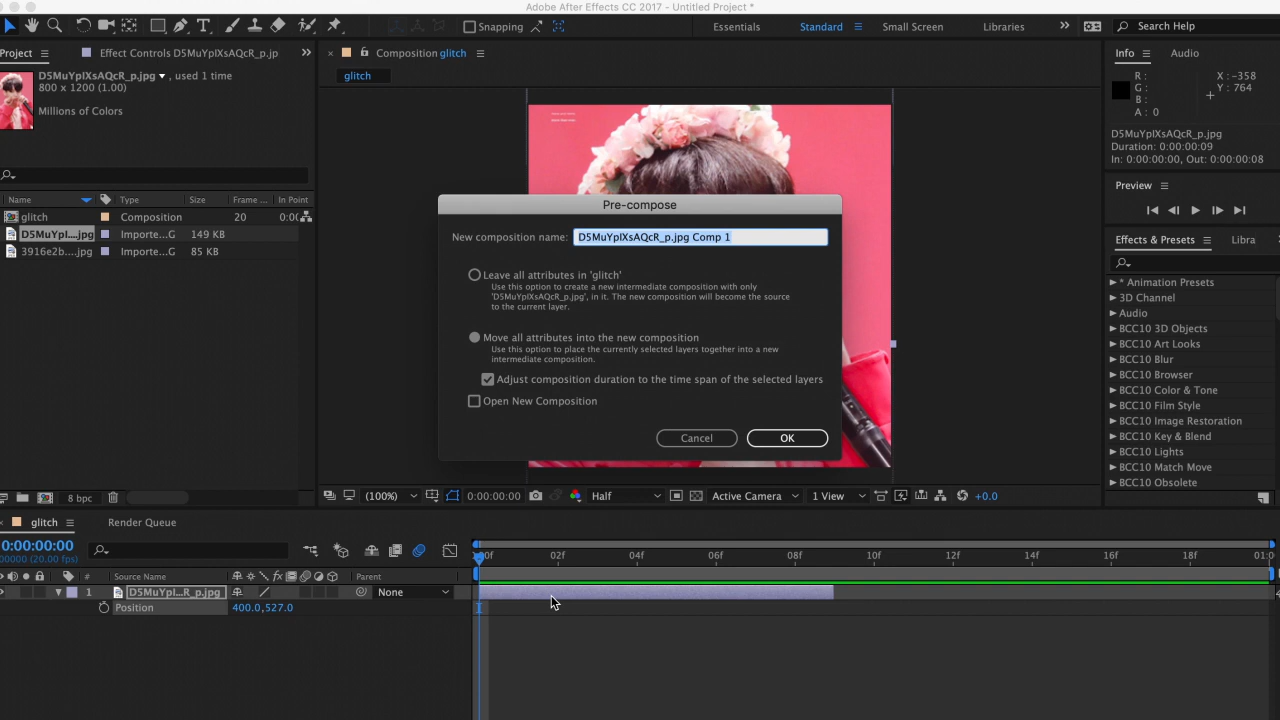 Adobe After Effects CC 2017 - Untitled Project *
Snapping
Essentials
Standard
Small Screen
Libraries
Search Help
Project
Effect Controls D5MuYplXsAQcR_p.jp
Composition glitch
Info
Audio
glitch
D5MuYplXsAQcR_p.jpg, used 1 time
800 x 1200 (1.00)
Millions of Colors
R :
G :
B :
A : 0
X : -358
Y : 764
D5MuYplXsAQcR_p.jpg
Duration: 0:00:00:09
In: 0:00:00:00, Out: 0:00:00:08
Preview
Name
Type
Size
Frame ...
In Point
glitch
Composition
20
0:00
D5MuYpl....jpg
Importe...G
149 KB
3916e2b....jpg
Importe...G
85 KB
Effects & Presets
Libra
* Animation Presets
3D Channel
Audio
BCC10 3D Objects
BCC10 Art Looks
BCC10 Blur
BCC10 Browser
BCC10 Color & Tone
BCC10 Film Style
BCC10 Image Restoration
BCC10 Key & Blend
BCC10 Lights
BCC10 Match Move
BCC10 Obsolete
Pre-compose
New composition name: D5MuYplXsAQcR_p.jpg Comp 1
Leave all attributes in 'glitch'
Use this option to create a new intermediate composition with only
'D5MuYplXsAQcR_p.jpg', in it. The new composition will become the source
to the current layer.
Move all attributes into the new composition
Use this option to place the currently selected layers together into a new
intermediate composition.
Adjust composition duration to the time span of the selected layers
Open New Composition
Cancel
OK
8 bpc
(100%)
0:00:00:00
Half
Active Camera
1 View
+0.0
glitch
Render Queue
0:00:00:00
00000 (20.00 fps)
:00f
02f
04f
06f
08f
10f
12f
14f
16f
18f
01:0
#
Source Name
Parent
1
D5MuYpl...R_p.jpg
None
Position
400.0,527.0